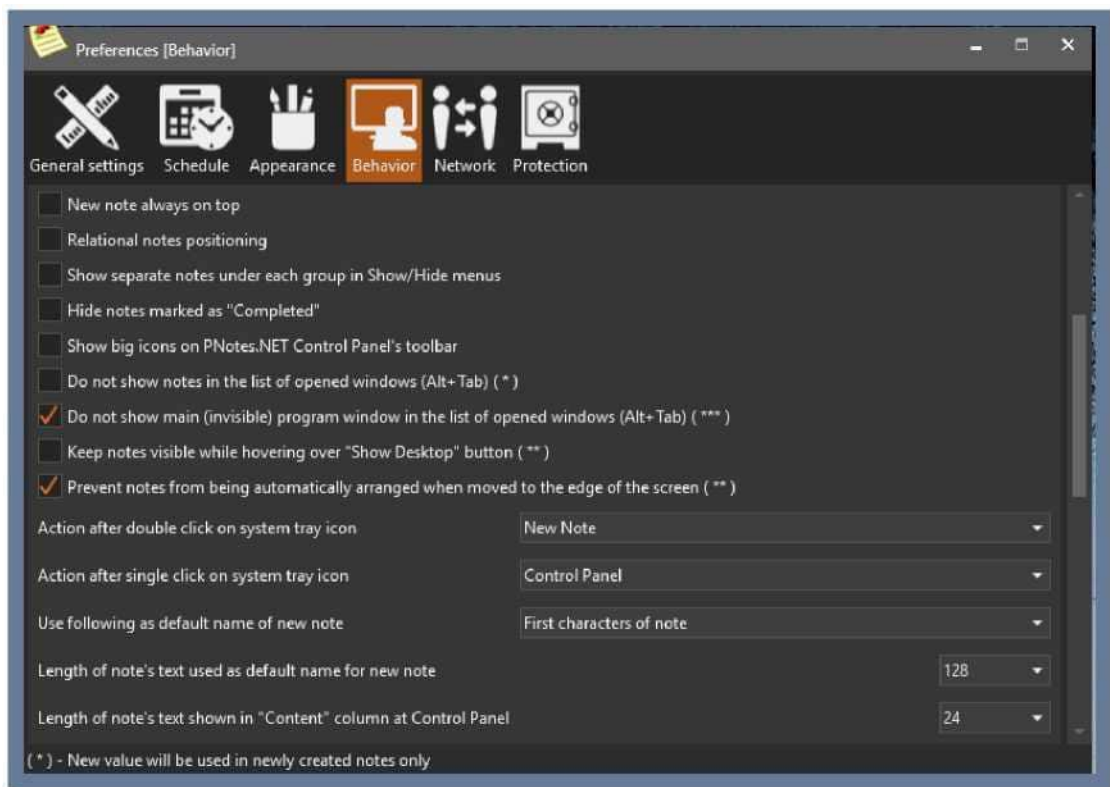 Preferences [Behavior]
General settings Schedule Appearance Behavior Network Protection
New note always on top
Relational notes positioning
Show separate notes under each group in Show/Hide menus
Hide notes marked as "Completed"
Show big icons on PNotes.NET Control Panel's toolbar
Do not show notes in the list of opened windows (Alt+Tab) ( * )
Do not show main (invisible) program window in the list of opened windows (Alt+Tab) ( *** )
Keep notes visible while hovering over "Show Desktop" button ( ** )
Prevent notes from being automatically arranged when moved to the edge of the screen ( ** )
Action after double click on system tray icon New Note
Action after single click on system tray icon Control Panel
Use following as default name of new note First characters of note
Length of note's text used as default name for new note 128
Length of note's text shown in "Content" column at Control Panel 24
( * ) - New value will be used in newly created notes only